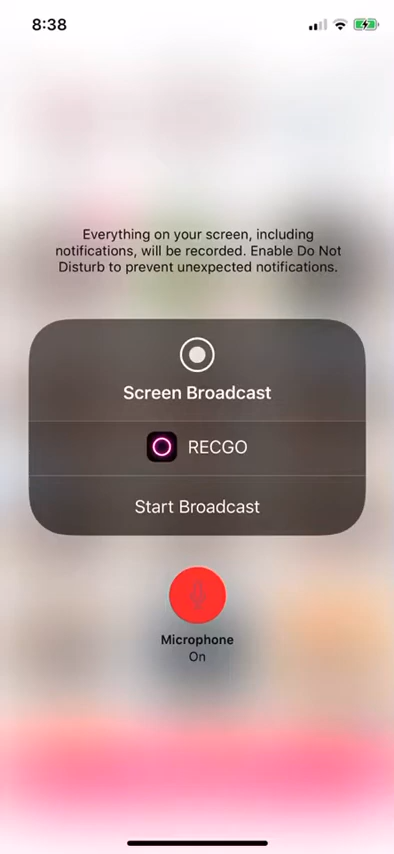 8:38
Everything on your screen, including
notifications, will be recorded. Enable Do Not
Disturb to prevent unexpected notifications.
Screen Broadcast
RECGO
Start Broadcast
Microphone
On